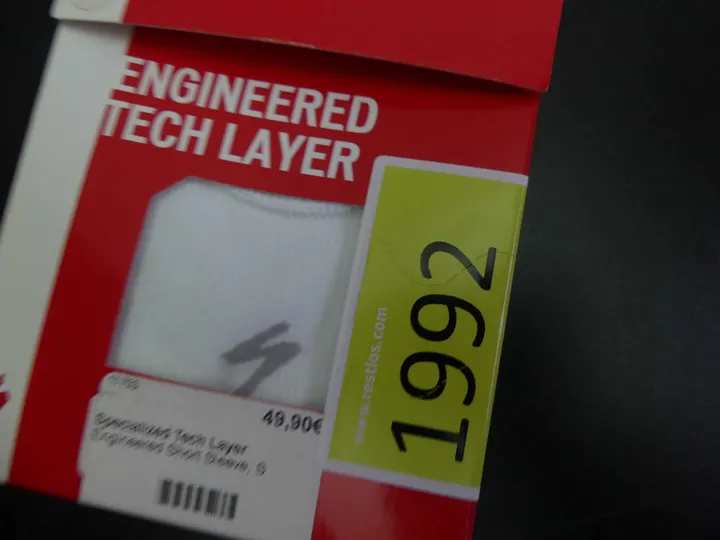 ENGINEERED
TECH LAYER
1992
www.restlos.com
49,90€
Specialized Tech Layer
Engineered Short Sleeve, S